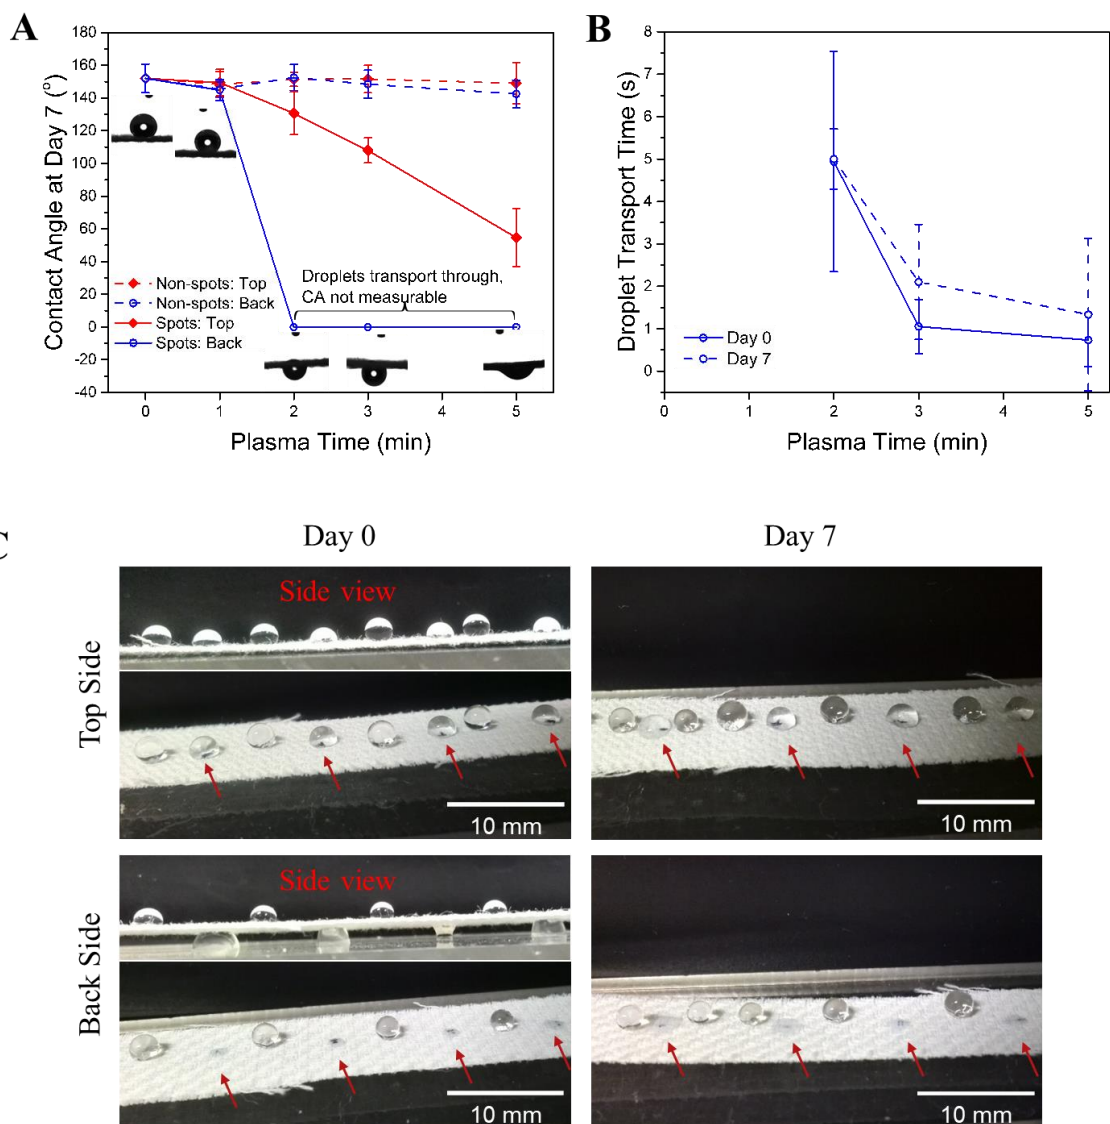 A
Contact Angle at Day 7 (º)
180
160
140
120
100
80
60
40
20
0
-20
-40
Non-spots: Top
Non-spots: Back
Spots: Top
Spots: Back
Droplets transport through,
CA not measurable
0 1 2 3 4 5
Plasma Time (min)
B
Droplet Transport Time (s)
8
7
6
5
4
3
2
1
0
Day 0
Day 7
0 1 2 3 4 5
Plasma Time (min)
C
Day 0
Day 7
Top Side
Side view
10 mm
10 mm
Back Side
Side view
10 mm
10 mm